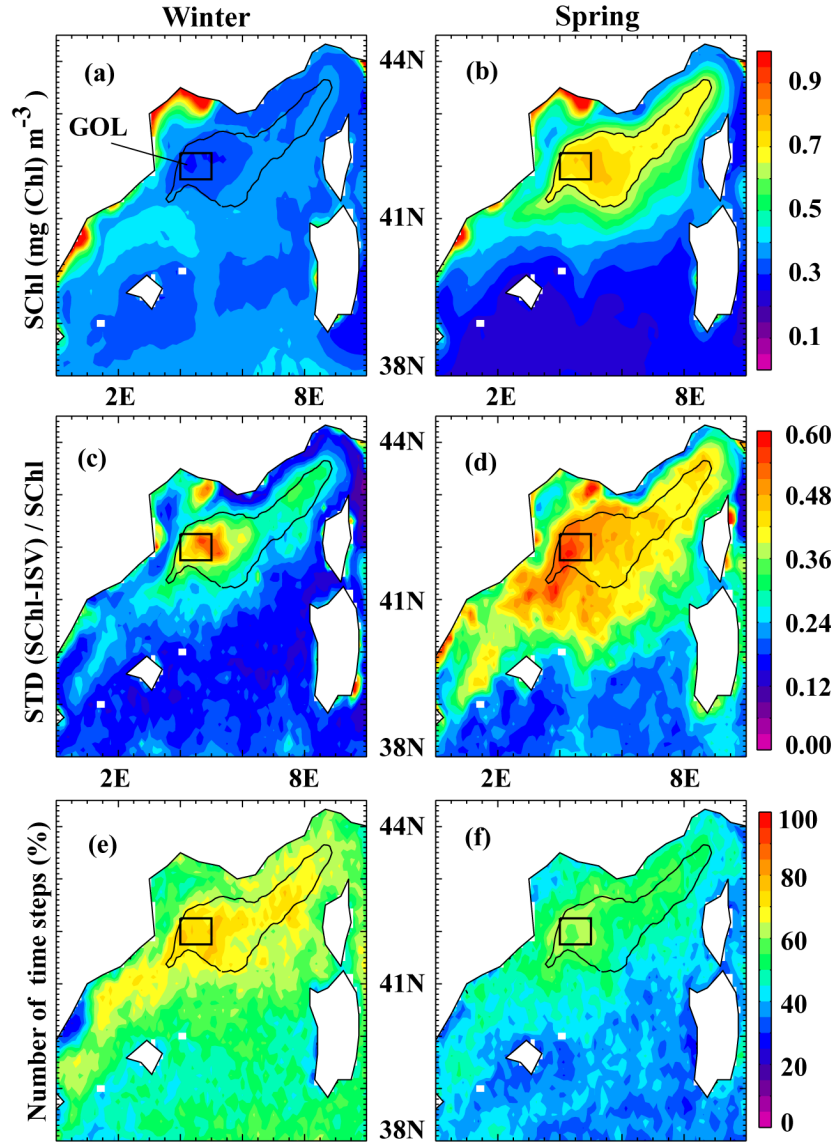 Winter Spring
SChl (mg (Chl) m-3
(a)
GOL
44N
41N
38N
2E 8E
(b)
2E 8E
0.9
0.7
0.5
0.3
0.1
STD (SChl-ISV) / SChl
(c)
44N
41N
38N
2E 8E
(d)
2E 8E
0.60
0.48
0.36
0.24
0.12
0.00
Number of time steps (%)
(e)
44N
41N
38N
(f)
100
80
60
40
20
0